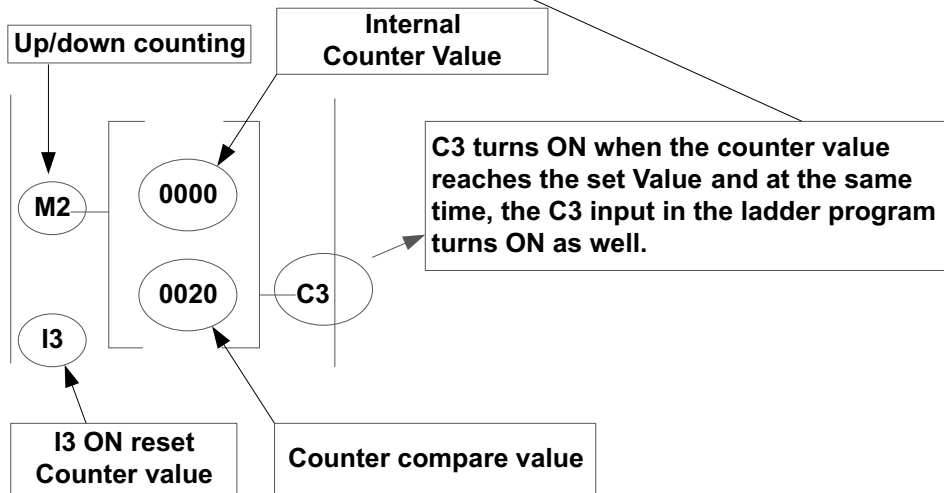 Up/down counting
Internal
Counter Value
M2
0000
C3 turns ON when the counter value
reaches the set Value and at the same
time, the C3 input in the ladder program
turns ON as well.
0020
C3
I3
I3 ON reset
Counter value
Counter compare value